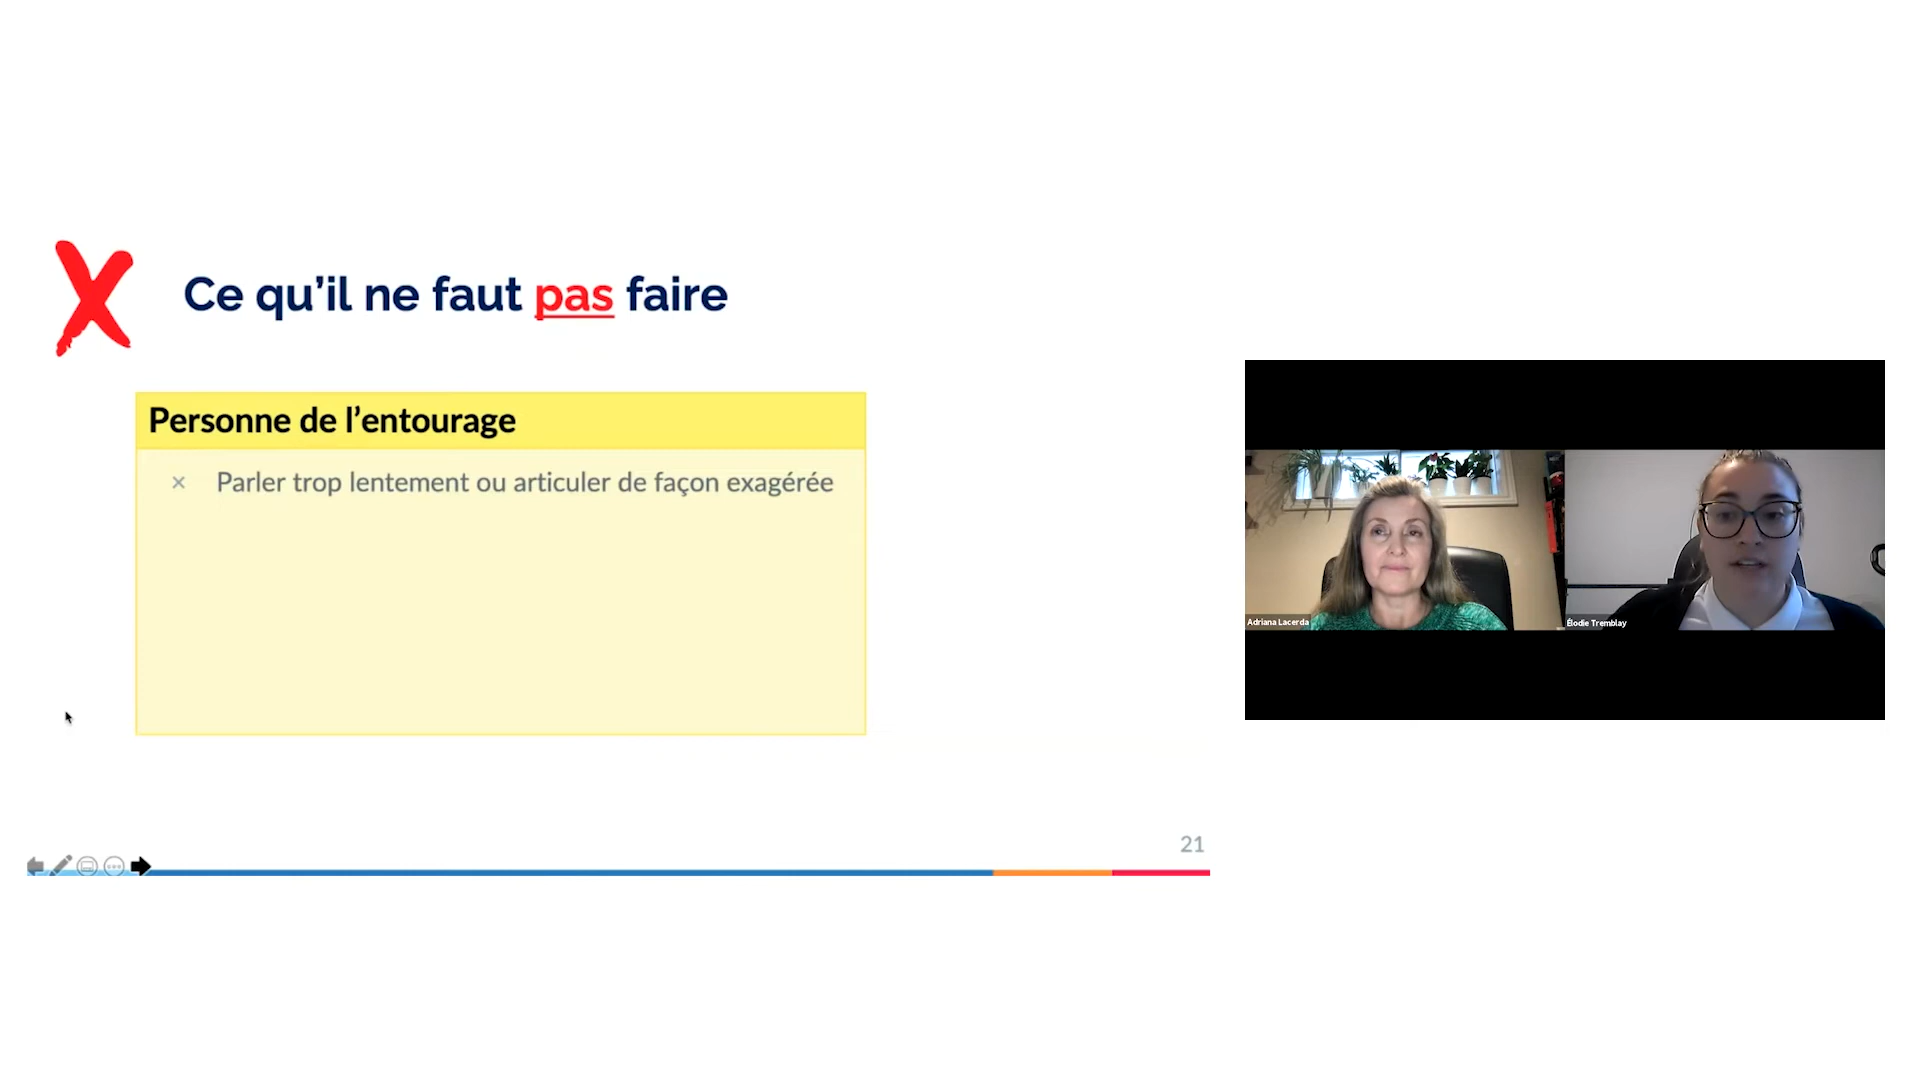 Ce qu’il ne faut pas faire
Personne de l’entourage
× Parler trop lentement ou articuler de façon exagérée
Adriana Lacerda
Élodie Tremblay
21